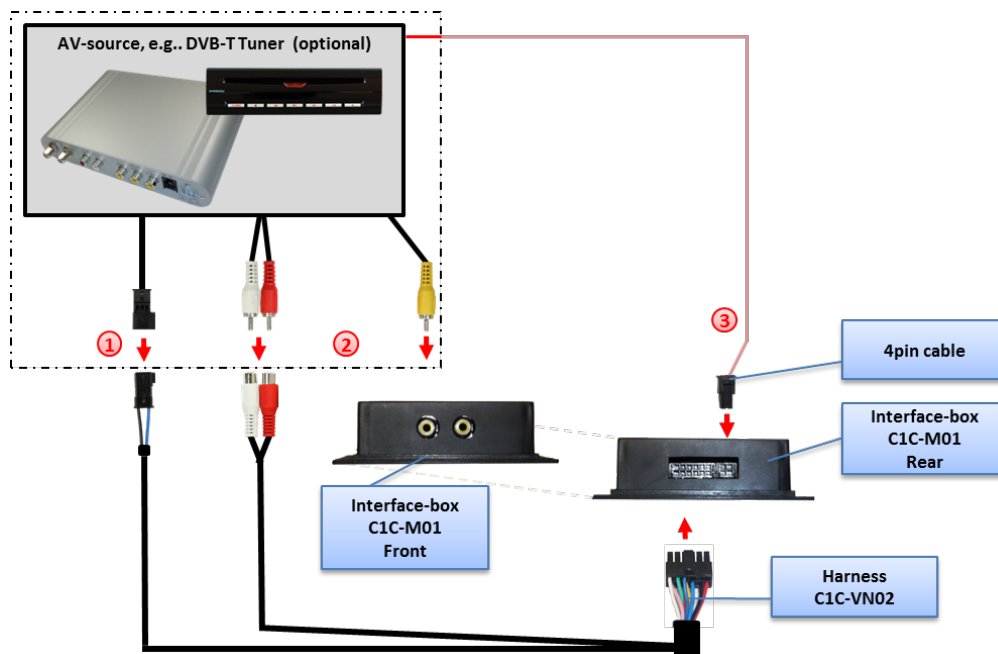 AV-source, e.g.. DVB-T Tuner (optional)
1
2
3
4pin cable
Interface-box
C1C-M01
Rear
Interface-box
C1C-M01
Front
Harness
C1C-VN02